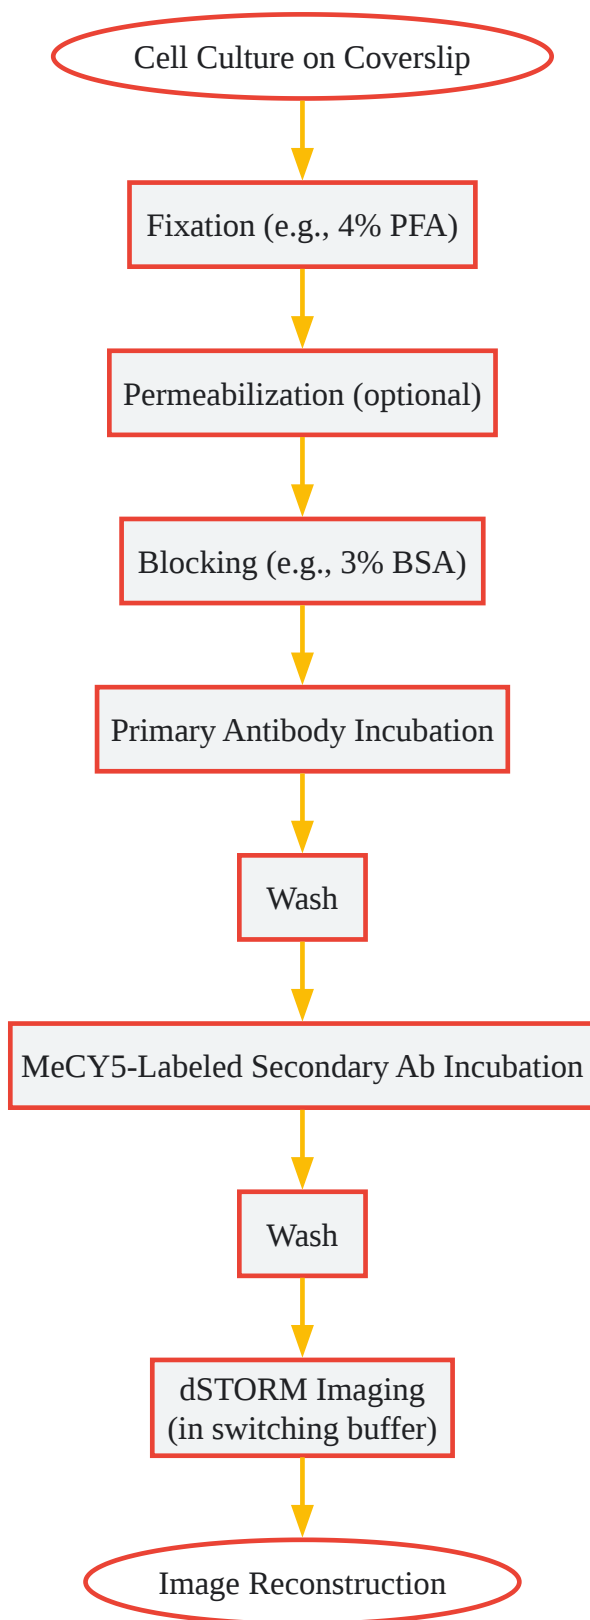 Cell Culture on Coverslip
Fixation (e.g., 4% PFA)
Permeabilization (optional)
Blocking (e.g., 3% BSA)
Primary Antibody Incubation
Wash
MeCY5-Labeled Secondary Ab Incubation
Wash
dSTORM Imaging
(in switching buffer)
Image Reconstruction